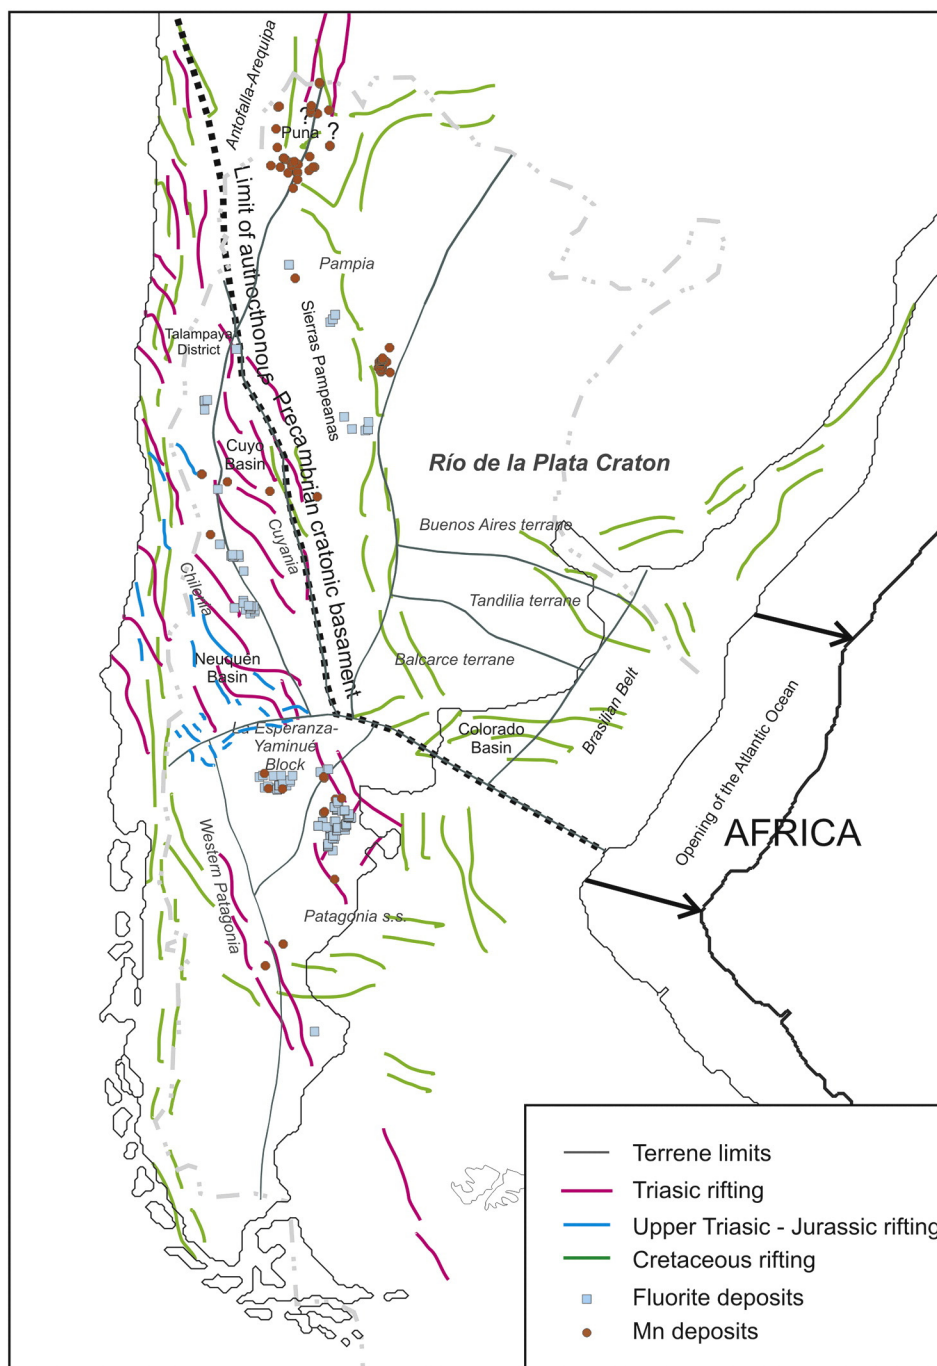 Antofalla-Arequipa
?
Puna
?
Limit of authocthonous Precambrian cratonic basament
Pampia
Sierras Pampeanas
Talampaya
District
Cuyo
Basin
Río de la Plata Craton
Buenos Aires terrane
Cuyania
Chilenia
Tandilia terrane
Balcarce terrane
Neuquén
Basin
Brasilian Belt
Colorado
Basin
La Esperanza-
Yaminué
Block
Opening of the Atlantic Ocean
AFRICA
Western Patagonia
Patagonia s.s.
Terrene limits
Triasic rifting
Upper Triasic - Jurassic rifting
Cretaceous rifting
Fluorite deposits
Mn deposits